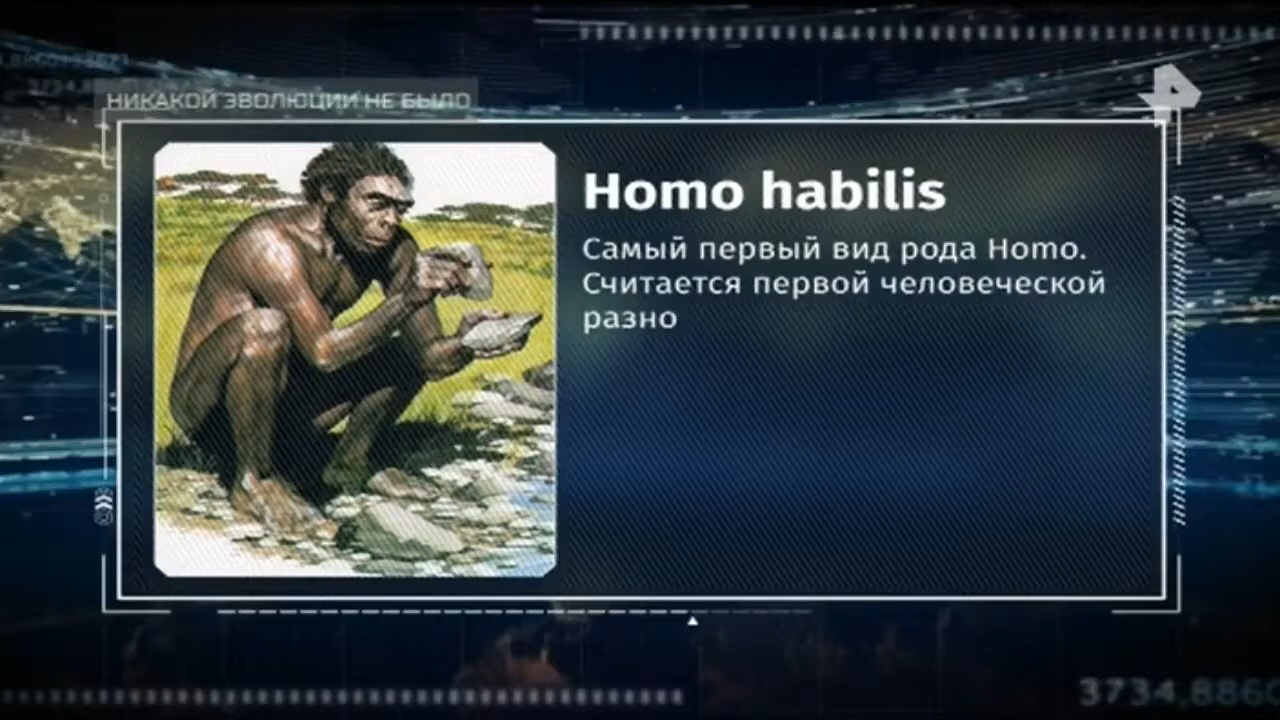 НИКАКОЙ ЭВОЛЮЦИИ НЕ БЫЛО
Homo habilis
Самый первый вид рода Homo.
Считается первой человеческой
разно
3734,8860